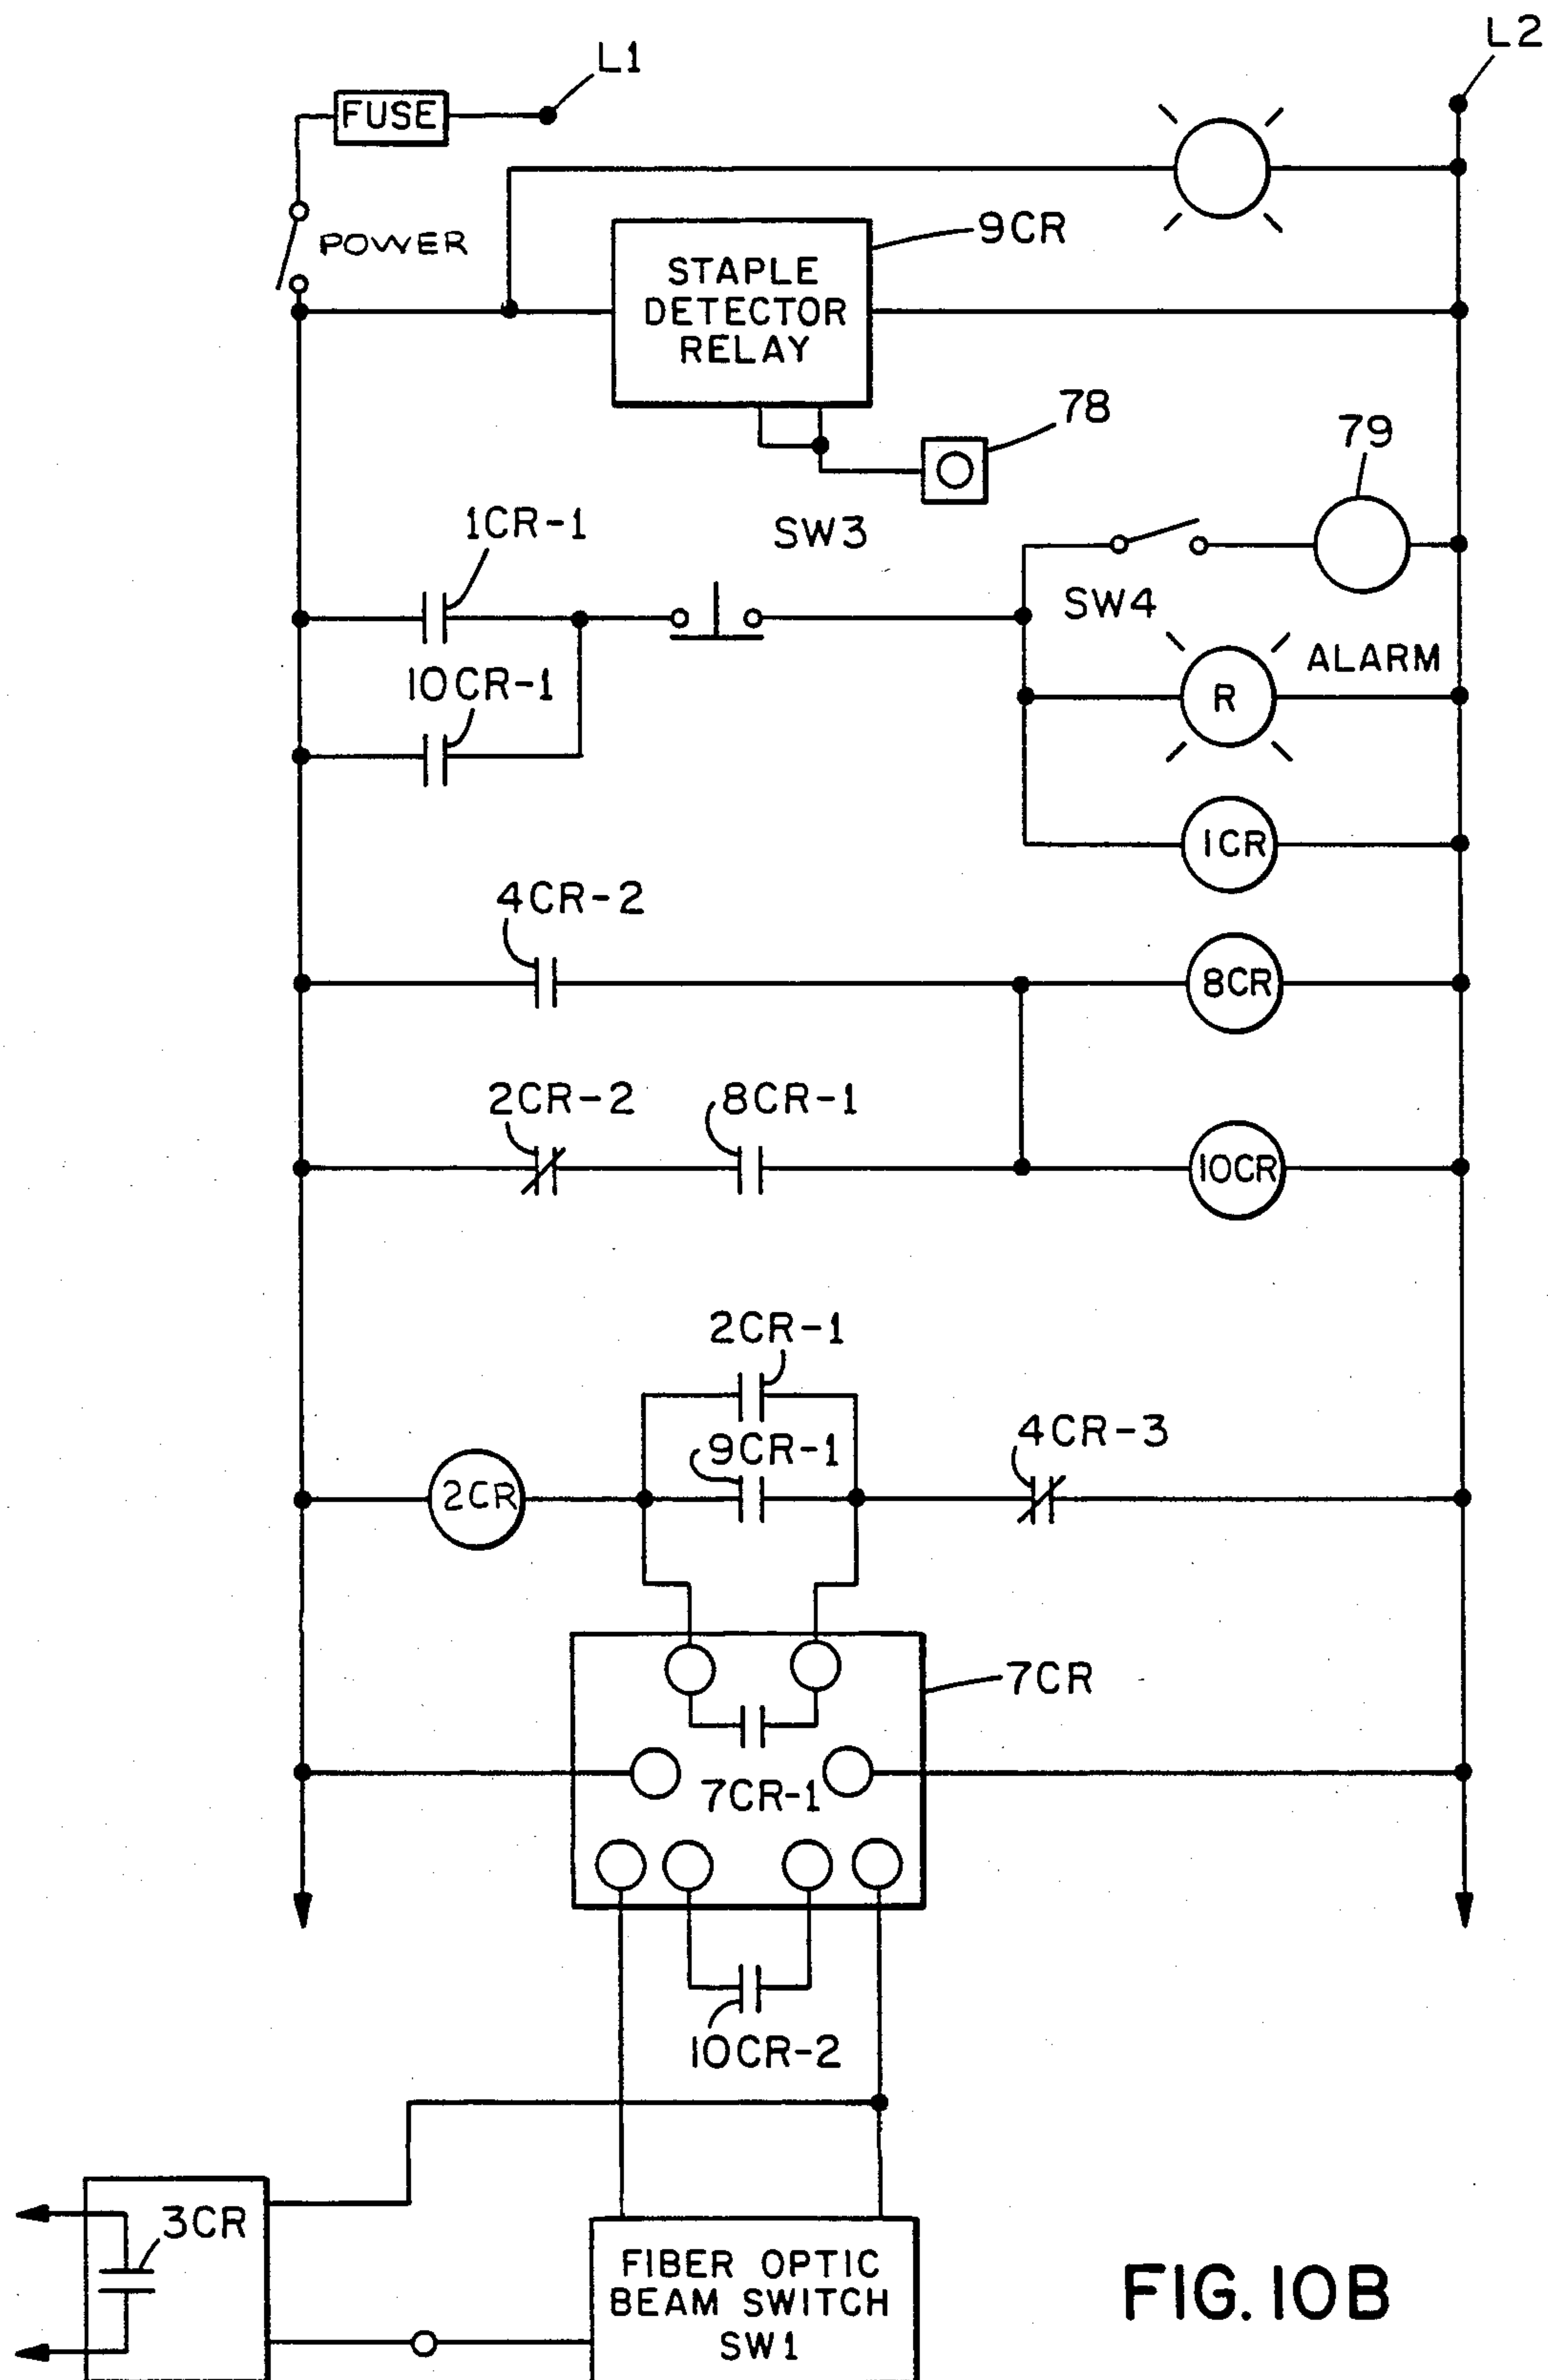 L1
L2
FUSE
POWER
9CR
STAPLE
DETECTOR
RELAY
78
79
1CR-1
SW3
SW4
10CR-1
ALARM
R
1CR
4CR-2
8CR
2CR-2
8CR-1
10CR
2CR-1
9CR-1
4CR-3
2CR
7CR
7CR-1
10CR-2
3CR
FIBER OPTIC
BEAM SWITCH
SW1
FIG. 10B